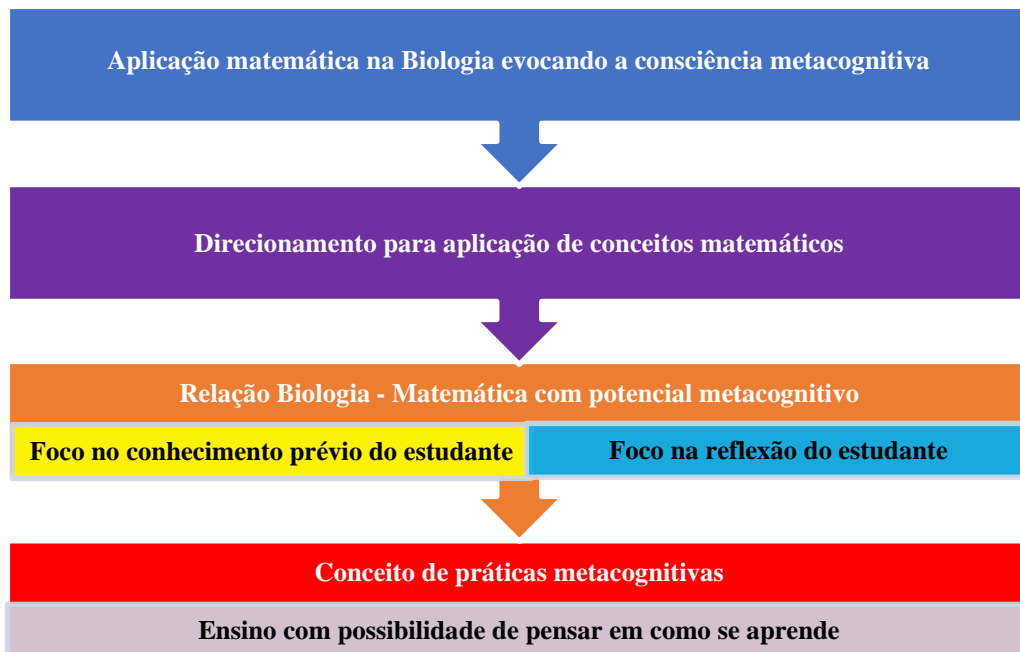 Aplicação matemática na Biologia evocando a consciência metacognitiva
Direcionamento para aplicação de conceitos matemáticos
Relação Biologia - Matemática com potencial metacognitivo
Foco no conhecimento prévio do estudante
Foco na reflexão do estudante
Conceito de práticas metacognitivas
Ensino com possibilidade de pensar em como se aprende